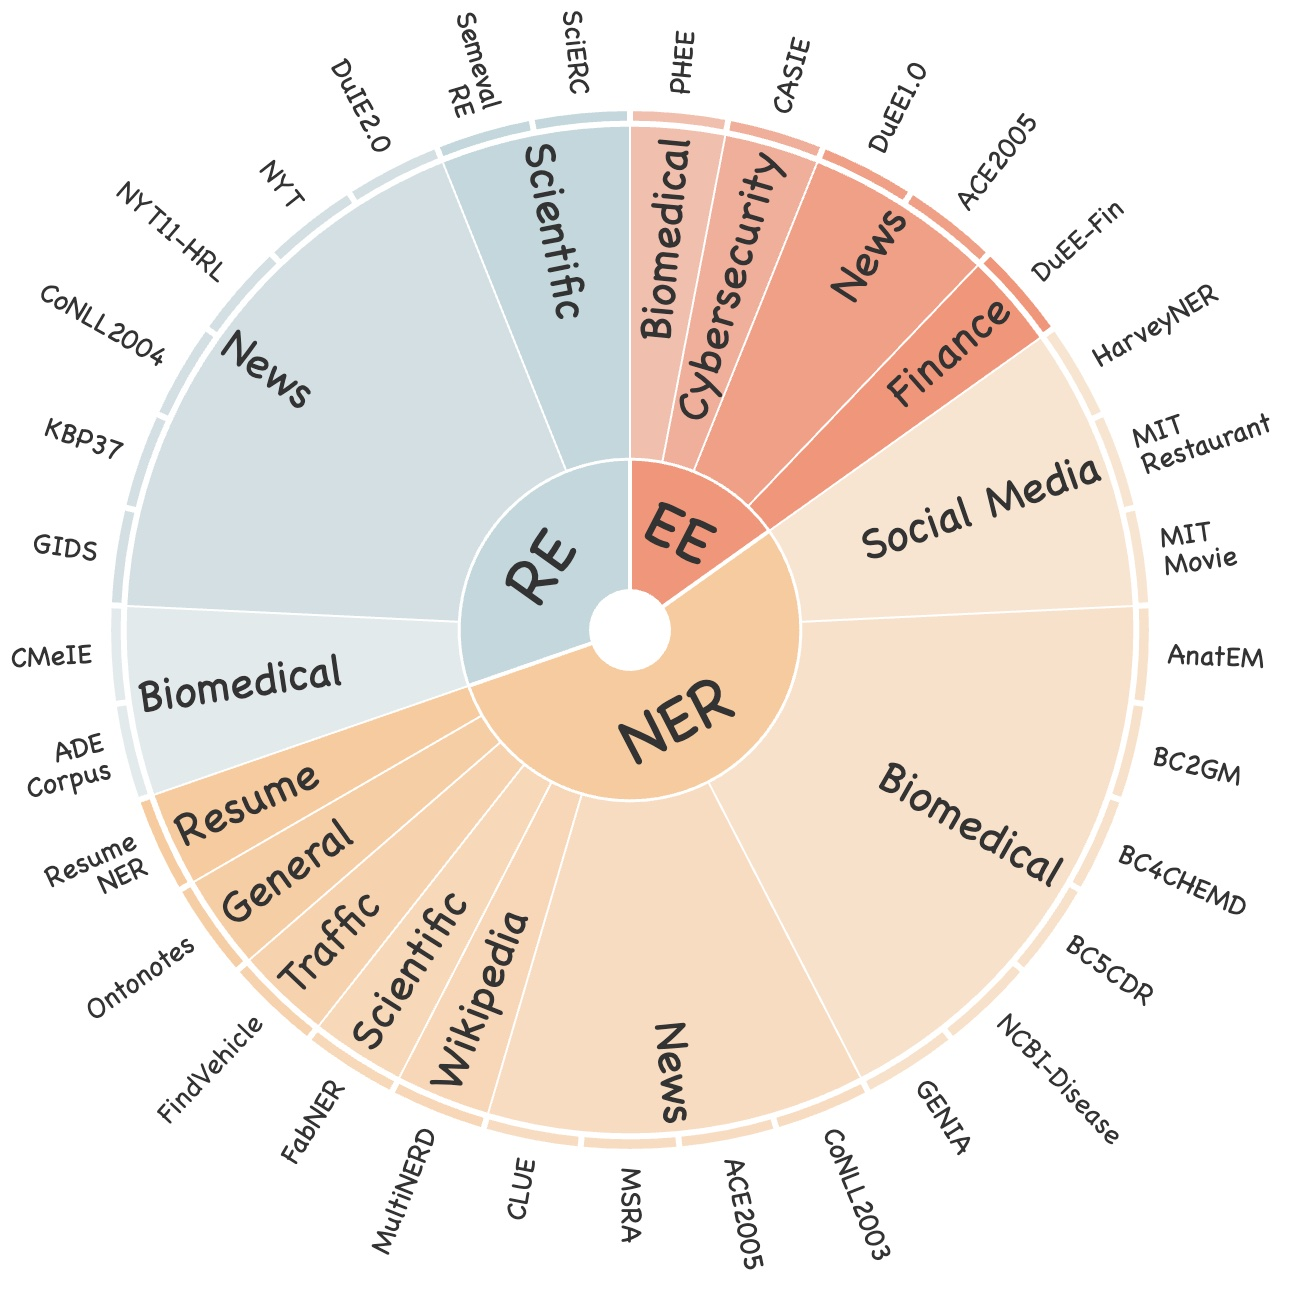 EE
Biomedical
PHEE
Cybersecurity
CASIE
News
DuEE1.0
ACE2005
Finance
DuEE-Fin
NER
Social Media
HarveyNER
MIT
Restaurant
MIT
Movie
Biomedical
AnatEM
BC2GM
BC4CHEMD
BC5CDR
NCBI-Disease
GENIA
News
CoNLL2003
ACE2005
MSRA
CLUE
Wikipedia
MultiNERD
Scientific
FabNER
Traffic
FindVehicle
General
Ontonotes
Resume
Resume
NER
RE
Biomedical
ADE
Corpus
CMeIE
News
GIDS
KBP37
CoNLL2004
NYT11-HRL
NYT
DuIE2.0
Scientific
Semeval
RE
SciERC